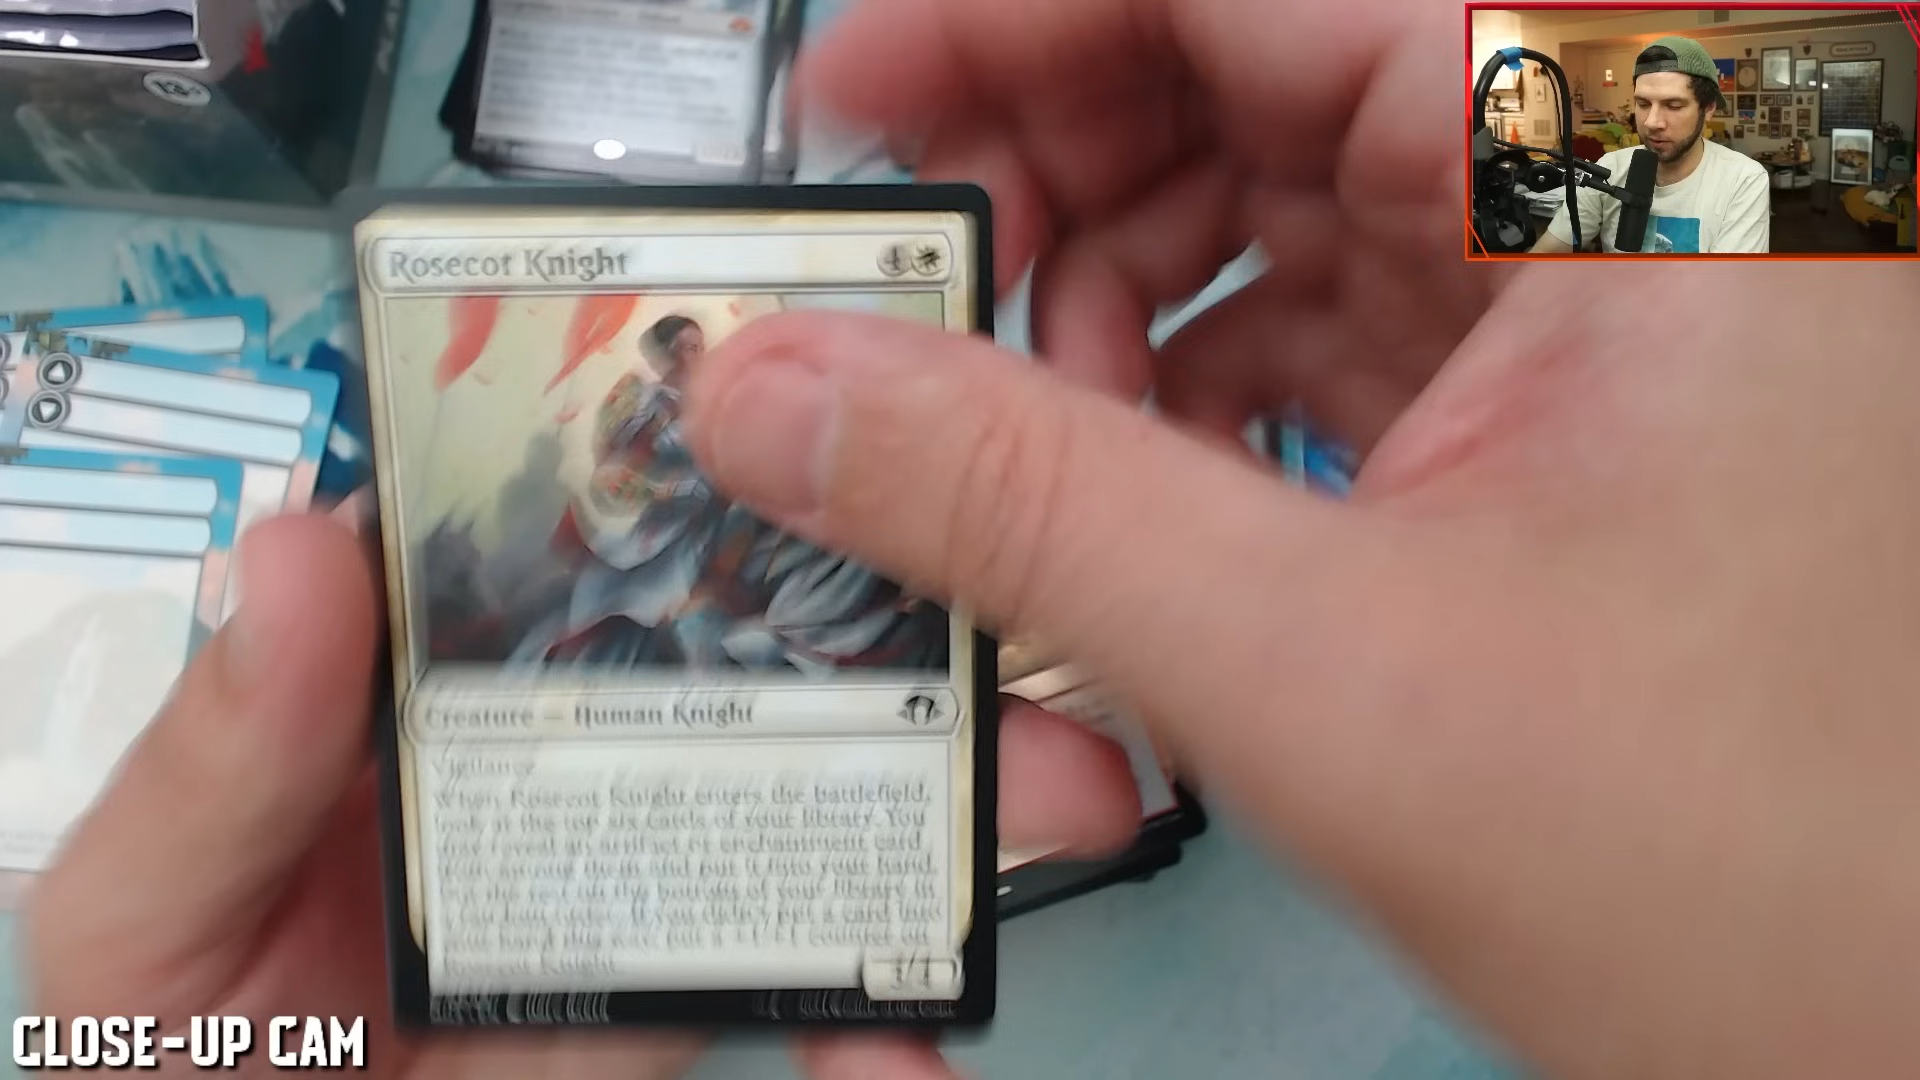 Rosecot Knight
4
Creature — Human Knight
Vigilance
When Rosecot Knight enters the battlefield,
look at the top six cards of your library. You
may reveal an artifact or enchantment card
from among them and put it into your hand.
Put the rest on the bottom of your library in
a random order. If you didn't put a card into
your hand this way, put a +1/+1 counter on
Rosecot Knight.
CLOSE-UP CAM